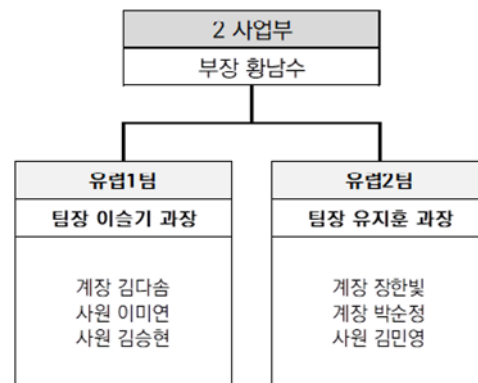 2 사업부
부장 황남수
유렵1팀
팀장 이슬기 과장
계장 김다솜
사원 이미연
사원 김승현
유렵2팀
팀장 유지훈 과장
계장 장한빛
계장 박순정
사원 김민영